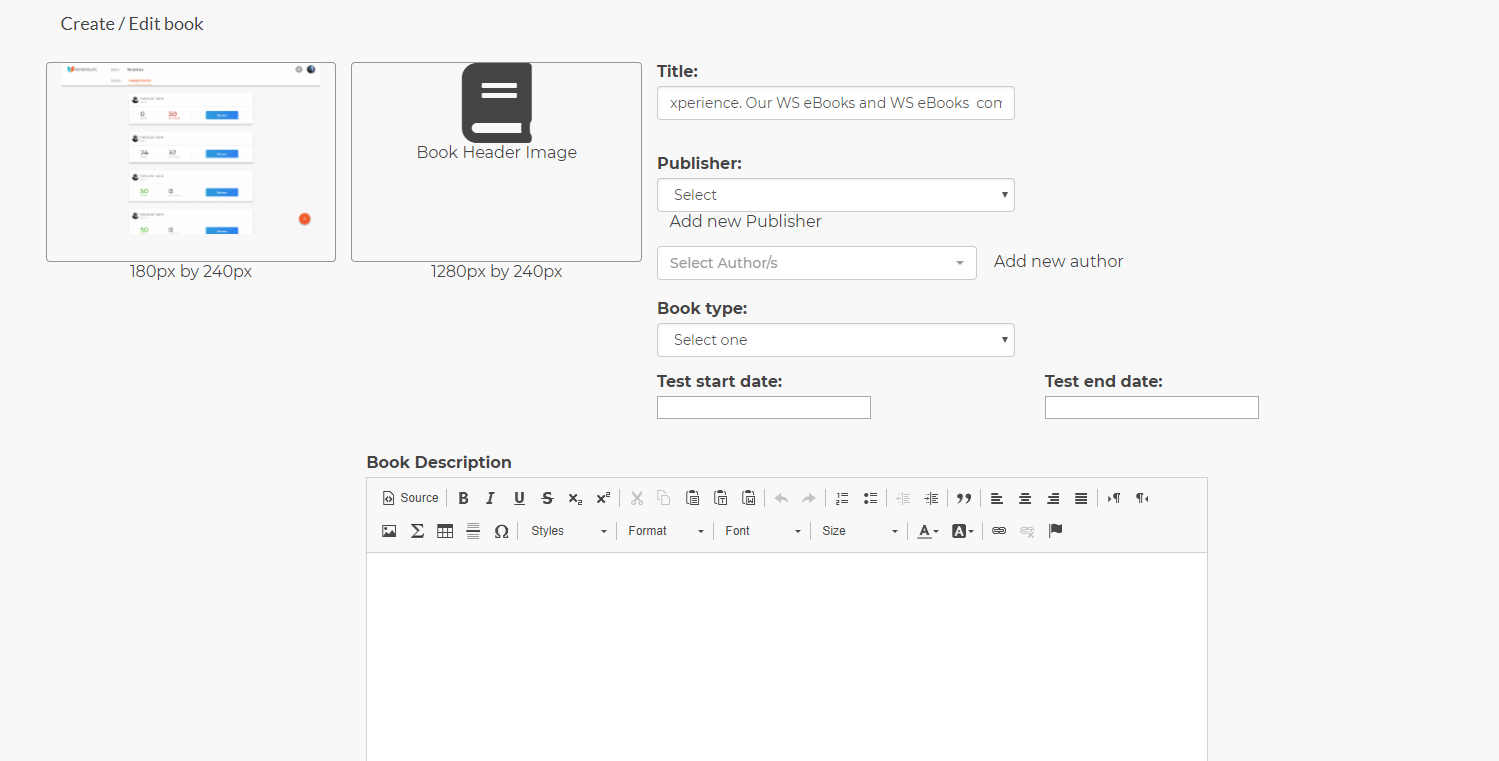 Create / Edit book
180px by 240px
Book Header Image
1280px by 240px
Title:
xperience. Our WS eBooks and WS eBooks com
Publisher:
Select
Add new Publisher
Select Author/s
Add new author
Book type:
Select one
Test start date:
Test end date:
Book Description
Source
Styles Format Font Size